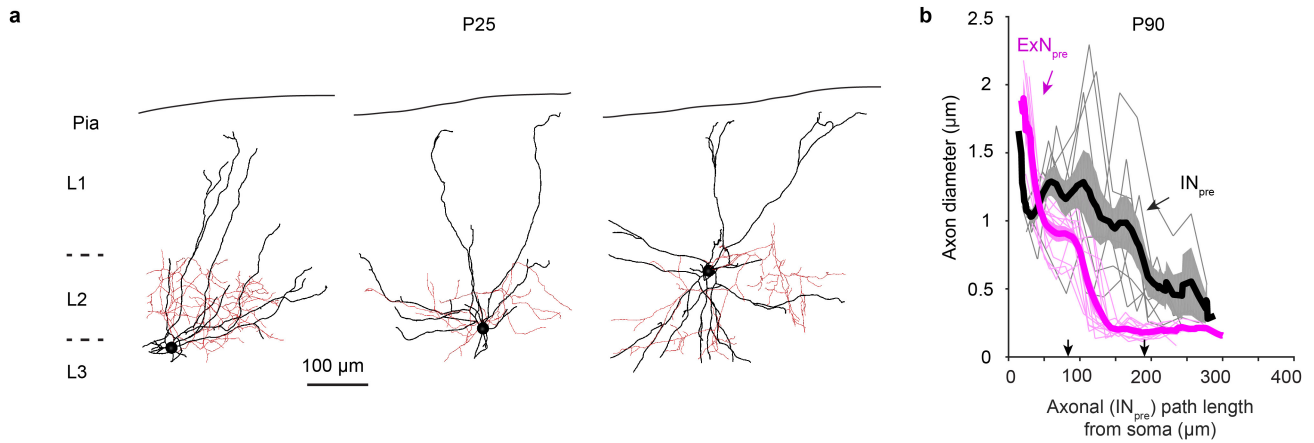 a
P25
Pia
L1
L2
L3
100 µm
b
P90
ExNpre
INpre
Axon diameter (µm)
2.5
2
1.5
1
0.5
0
0 100 200 300 400
Axonal (INpre) path length
from soma (µm)